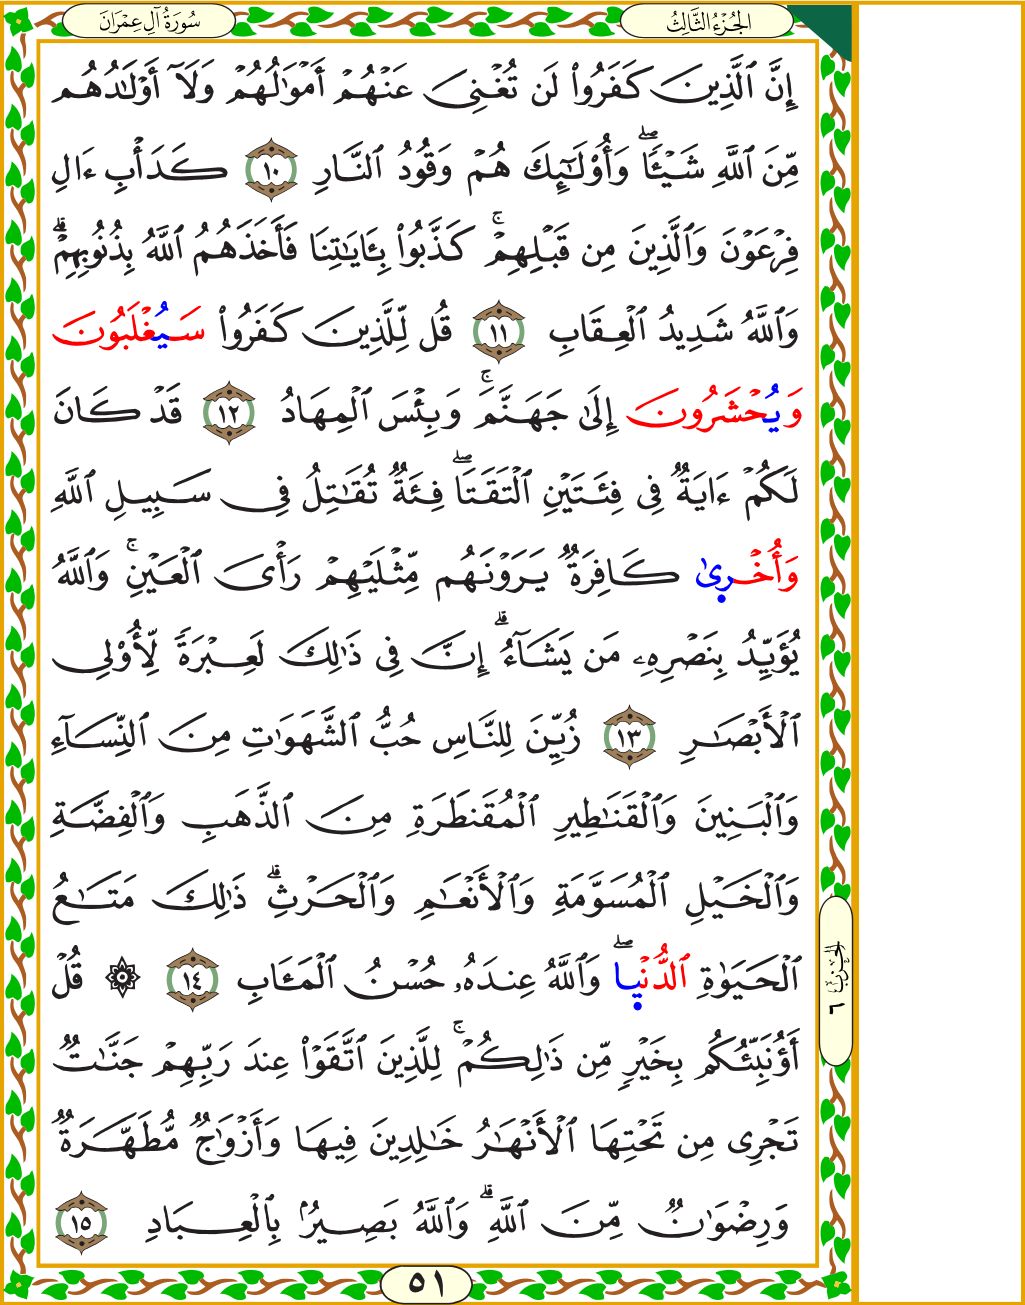 سُورَةُ آلِ عِمْرَانَ
الجُزْءُ الثَّالِثُ
إِنَّ ٱلَّذِينَ كَفَرُوا۟ لَن تُغْنِىَ عَنْهُمْ أَمْوَٰلُهُمْ وَلَآ أَوْلَٰدُهُم
مِّنَ ٱللَّهِ شَيْـًٔا ۖ وَأُو۟لَٰٓئِكَ هُمْ وَقُودُ ٱلنَّارِ ١٠ كَدَأْبِ ءَالِ
فِرْعَوْنَ وَٱلَّذِينَ مِن قَبْلِهِمْ ۚ كَذَّبُوا۟ بِـَٔايَٰتِنَا فَأَخَذَهُمُ ٱللَّهُ بِذُنُوبِهِمْ ۗ
وَٱللَّهُ شَدِيدُ ٱلْعِقَابِ ١١ قُل لِّلَّذِينَ كَفَرُوا۟ سَيُغْلَبُونَ
وَيُحْشَرُونَ إِلَىٰ جَهَنَّمَ ۚ وَبِئْسَ ٱلْمِهَادُ ١٢ قَدْ كَانَ
لَكُمْ ءَايَةٌ فِى فِئَتَيْنِ ٱلْتَقَتَا ۖ فِئَةٌ تُقَٰتِلُ فِى سَبِيلِ ٱللَّهِ
وَأُخْرِىٰ كَافِرَةٌ يَرَوْنَهُم مِّثْلَيْهِمْ رَأْىَ ٱلْعَيْنِ ۚ وَٱللَّهُ
يُؤَيِّدُ بِنَصْرِهِۦ مَن يَشَآءُ ۗ إِنَّ فِى ذَٰلِكَ لَعِبْرَةً لِّأُو۟لِى
ٱلْأَبْصَٰرِ ١٣ زُيِّنَ لِلنَّاسِ حُبُّ ٱلشَّهَوَٰتِ مِنَ ٱلنِّسَآءِ
وَٱلْبَنِينَ وَٱلْقَنَٰطِيرِ ٱلْمُقَنطَرَةِ مِنَ ٱلذَّهَبِ وَٱلْفِضَّةِ
وَٱلْخَيْلِ ٱلْمُسَوَّمَةِ وَٱلْأَنْعَٰمِ وَٱلْحَرْثِ ۗ ذَٰلِكَ مَتَٰعُ
ٱلْحَيَوٰةِ ٱلدُّنْيِا ۖ وَٱللَّهُ عِندَهُۥ حُسْنُ ٱلْمَـَٔابِ ١٤ ۞ قُلْ
أَؤُنَبِّئُكُم بِخَيْرٍ مِّن ذَٰلِكُمْ ۚ لِلَّذِينَ ٱتَّقَوْا۟ عِندَ رَبِّهِمْ جَنَّٰتٌ
تَجْرِى مِن تَحْتِهَا ٱلْأَنْهَٰرُ خَٰلِدِينَ فِيهَا وَأَزْوَٰجٌ مُّطَهَّرَةٌ
وَرِضْوَٰنٌ مِّنَ ٱللَّهِ ۗ وَٱللَّهُ بَصِيرٌۢ بِٱلْعِبَادِ ١٥
الحِزْبُ ٦
٥١